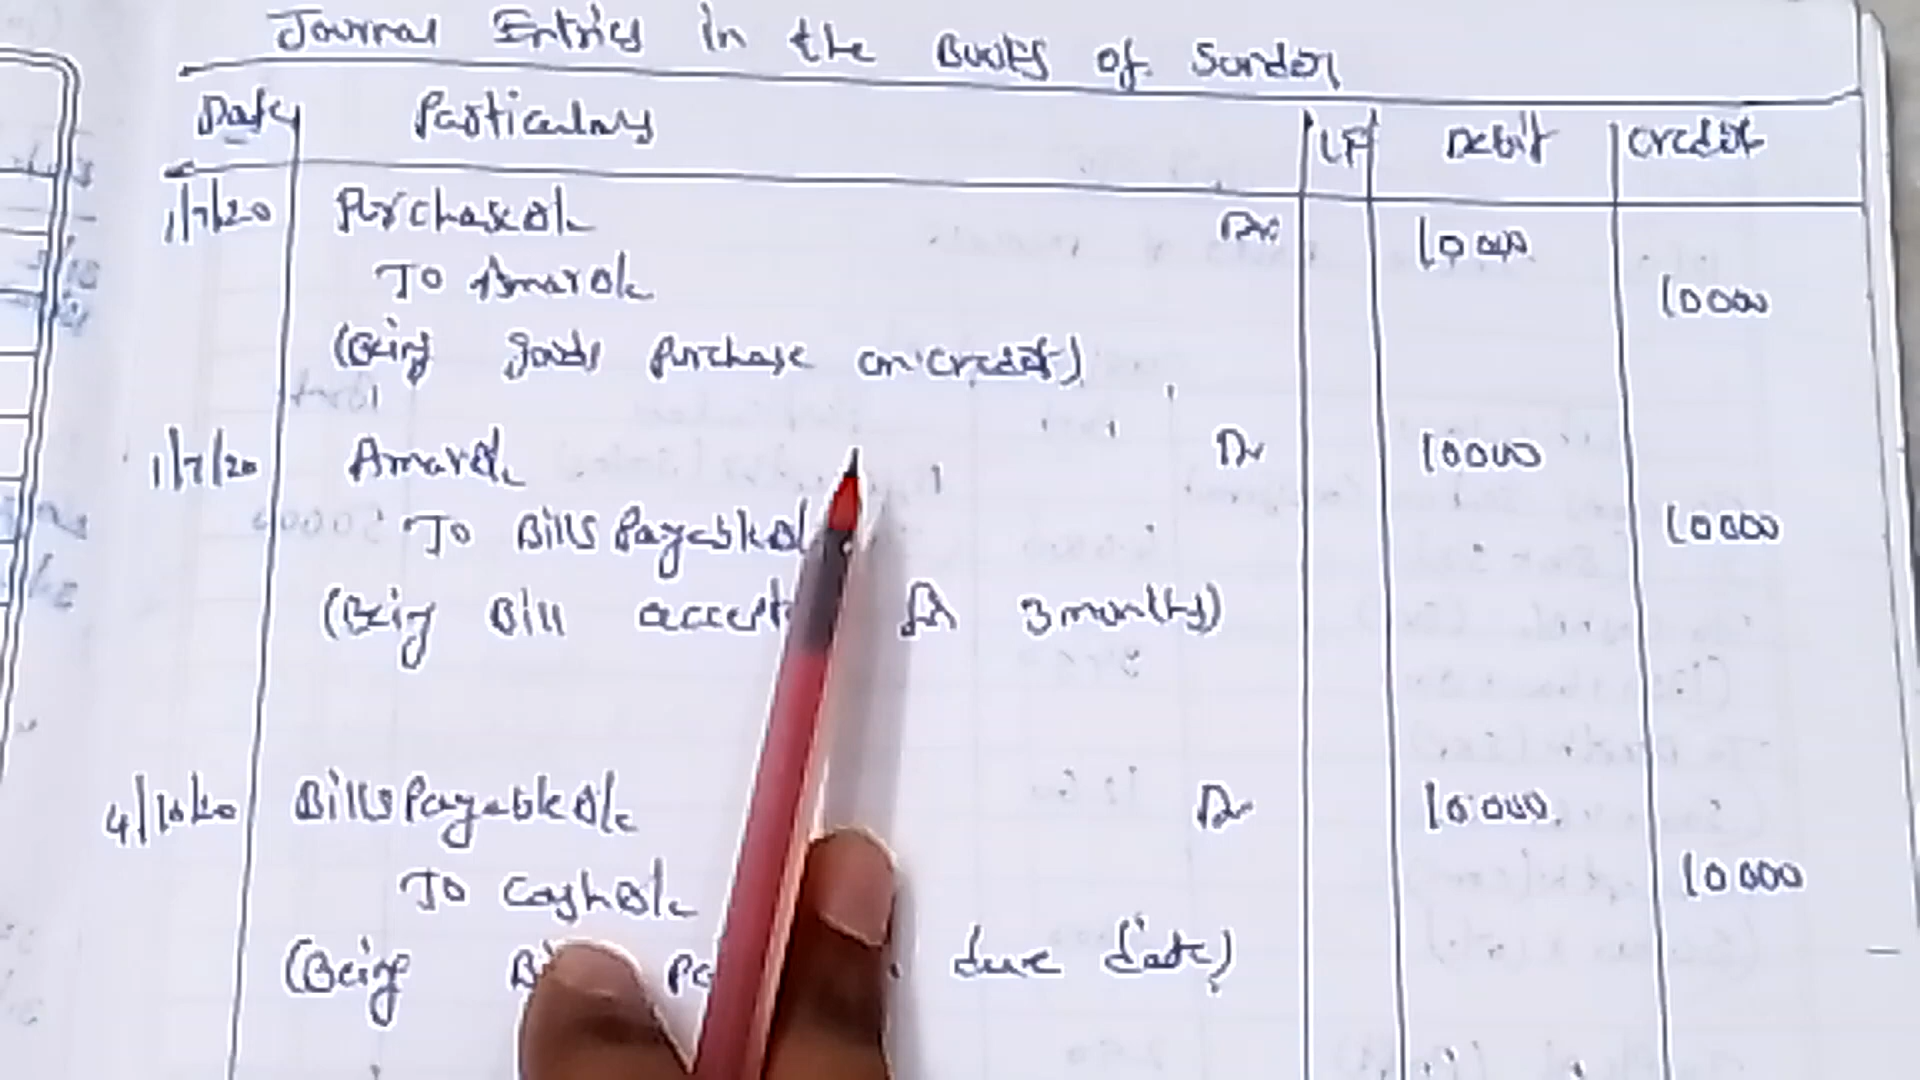 Journal Entries in the Books of Sunder
Date Particulars LF Debit Credit
1/7/20 Purchase A/c Dr 10000
To Amar A/c 10000
(Being goods purchase on credit)
1/7/20 Amar A/c Dr 10000
To Bills Payable A/c 10000
(Being Bill accept for 3 months)
4/10/20 Bills Payable A/c Dr 10000
To Cash A/c 10000
(Being due date)